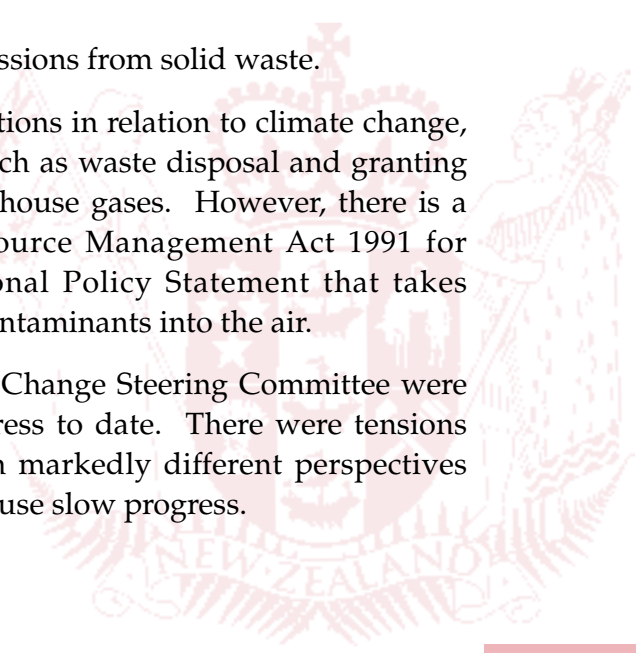 ssions from solid waste.
tions in relation to climate change,
ch as waste disposal and granting
house gases. However, there is a
ource Management Act 1991 for
onal Policy Statement that takes
ntaminants into the air.
Change Steering Committee were
ress to date. There were tensions
n markedly different perspectives
use slow progress.
NEW ZEALAND